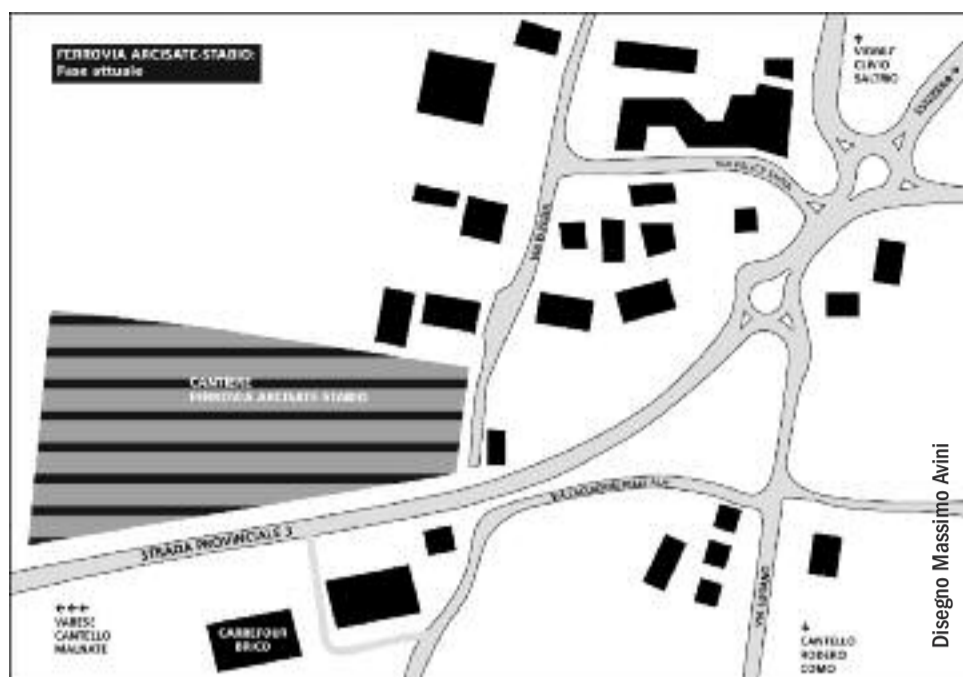 FERROVIA ARCISATE-STABIO:
Fase attuale
↑
CLIVIO
SALTRIO
SVIZZERA
CANTIERE
FERROVIA ARCISATE-STABIO
STRADA PROVINCIALE 3
←←←
VARESE
CANTELLO
MALNATE
CARREFOUR
BRICO
↓
CANTELLO
RODERO
COMO
Disegno Massimo Avini